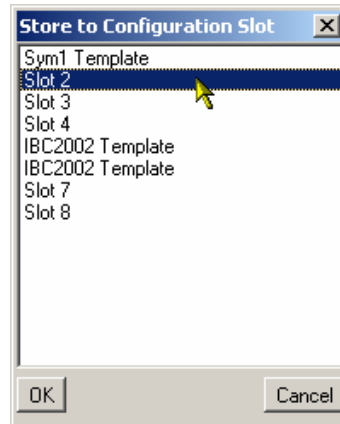 Store to Configuration Slot
Sym1 Template
Slot 2
Slot 3
Slot 4
IBC2002 Template
IBC2002 Template
Slot 7
Slot 8
OK Cancel